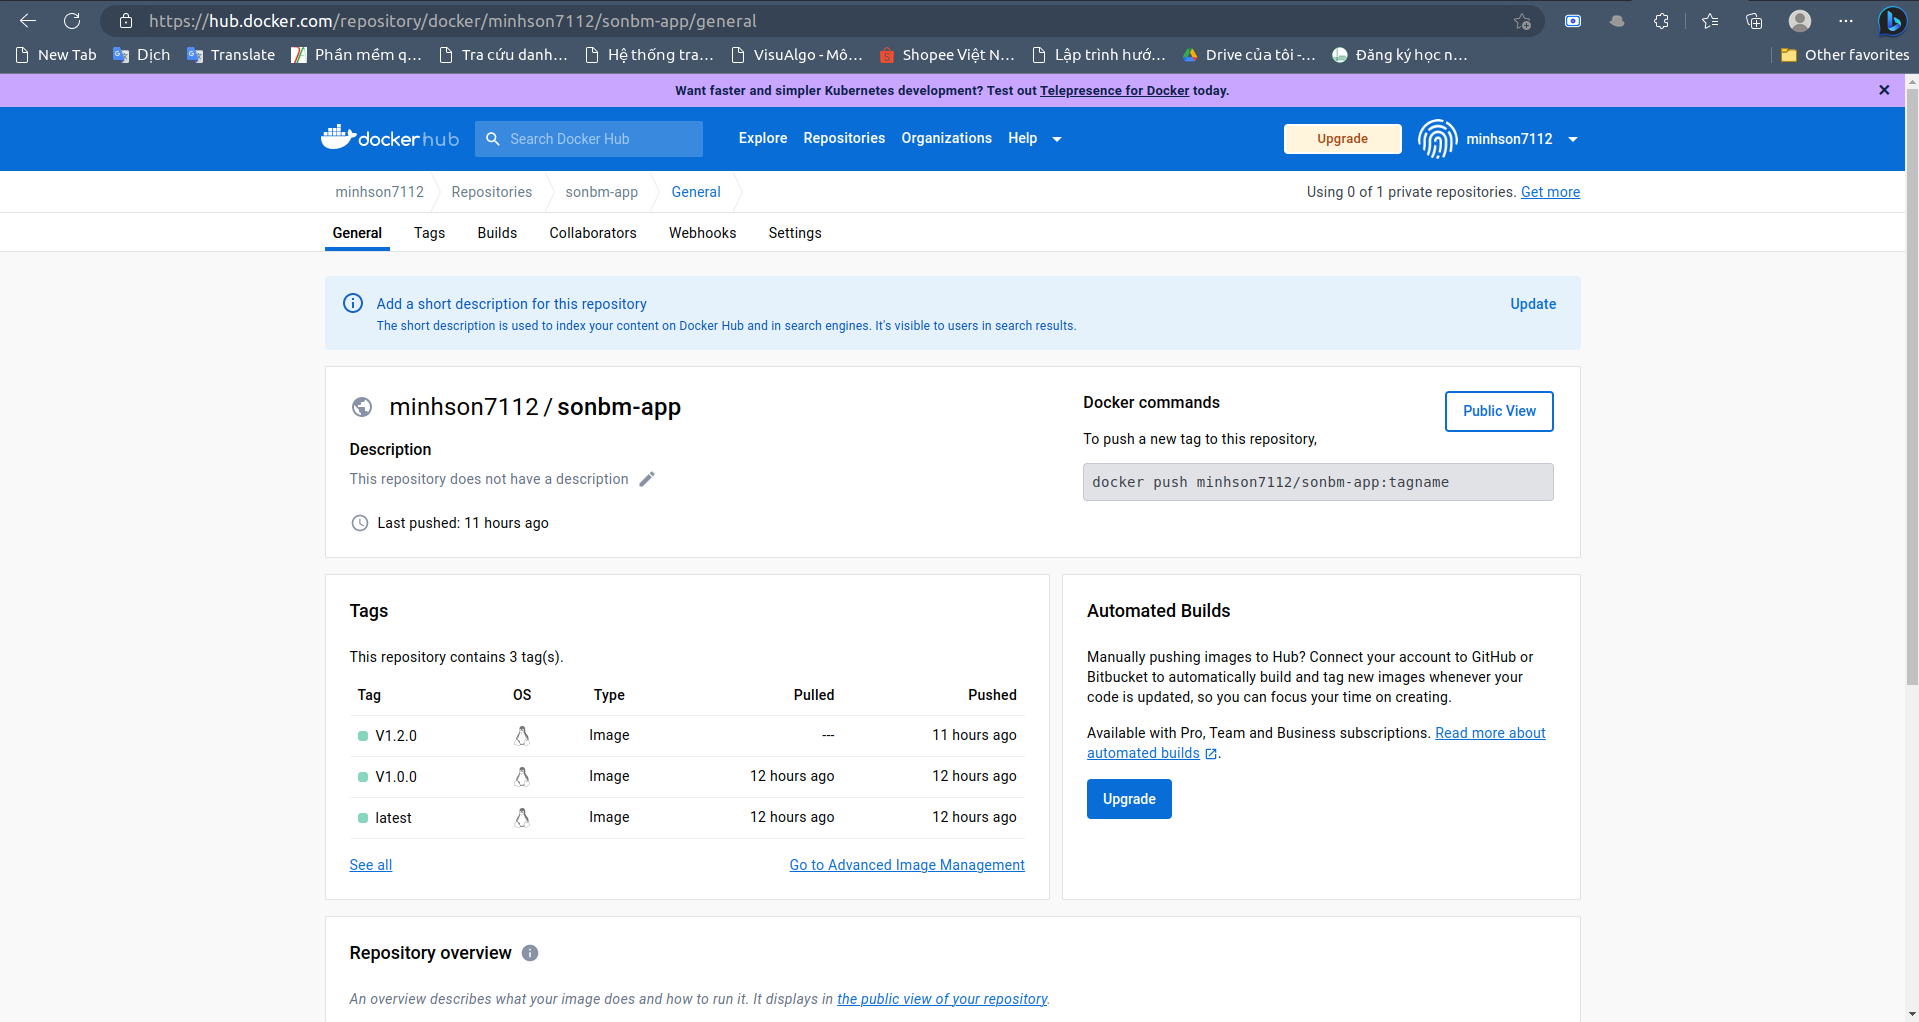 https://hub.docker.com/repository/docker/minhson7112/sonbm-app/general
New Tab Dịch Translate Phần mềm q... Tra cứu danh... Hệ thống tra... VisuAlgo - Mô... Shopee Việt N... Lập trình hướ... Drive của tôi -... Đăng ký học n... Other favorites
Want faster and simpler Kubernetes development? Test out Telepresence for Docker today.
dockerhub Search Docker Hub Explore Repositories Organizations Help Upgrade minhson7112
minhson7112 Repositories sonbm-app General Using 0 of 1 private repositories. Get more
General Tags Builds Collaborators Webhooks Settings
Add a short description for this repository Update
The short description is used to index your content on Docker Hub and in search engines. It's visible to users in search results.
minhson7112 / sonbm-app
Description
This repository does not have a description
Last pushed: 11 hours ago
Docker commands
Public View
To push a new tag to this repository,
docker push minhson7112/sonbm-app:tagname
Tags
This repository contains 3 tag(s).
Tag OS Type Pulled Pushed
V1.2.0 Image --- 11 hours ago
V1.0.0 Image 12 hours ago 12 hours ago
latest Image 12 hours ago 12 hours ago
See all Go to Advanced Image Management
Automated Builds
Manually pushing images to Hub? Connect your account to GitHub or
Bitbucket to automatically build and tag new images whenever your
code is updated, so you can focus your time on creating.
Available with Pro, Team and Business subscriptions. Read more about
automated builds .
Upgrade
Repository overview
An overview describes what your image does and how to run it. It displays in the public view of your repository.